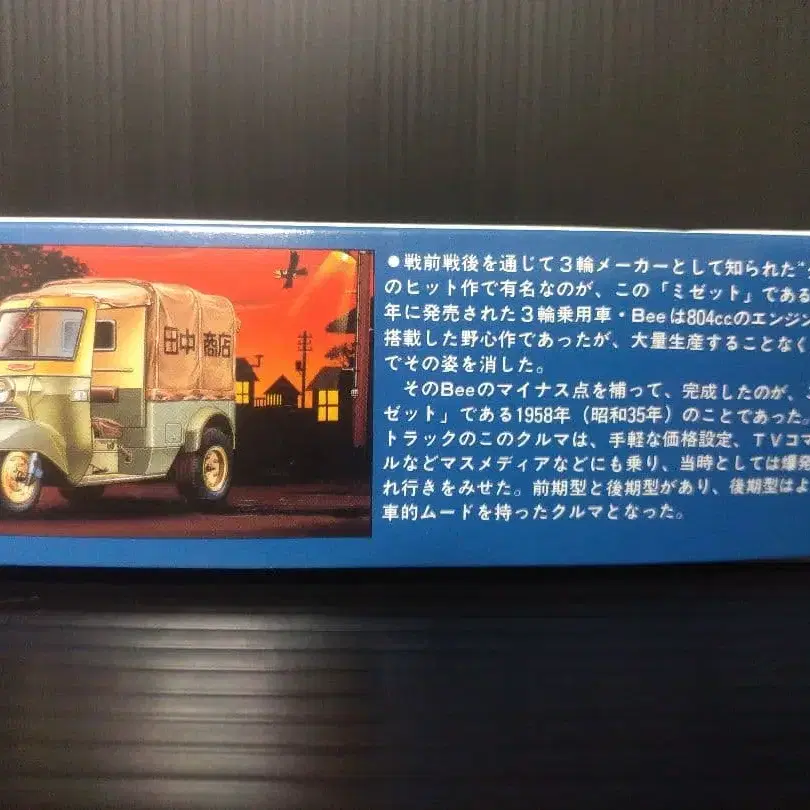 田中商店
●戦前戦後を通じて3輪メーカーとして知られた"
のヒット作で有名なのが、この「ミゼット」である
年に発売された3輪乗用車・Beeは804ccのエンジン
搭載した野心作であったが、大量生産することなく
でその姿を消した。
そのBeeのマイナス点を補って、完成したのが、
ゼット」である1958年（昭和35年）のことであった。
トラックのこのクルマは、手軽な価格設定、TVコマ
ルなどマスメディアなどにも乗り、当時としては爆発
れ行きをみせた。前期型と後期型があり、後期型はよ
車的ムードを持ったクルマとなった。